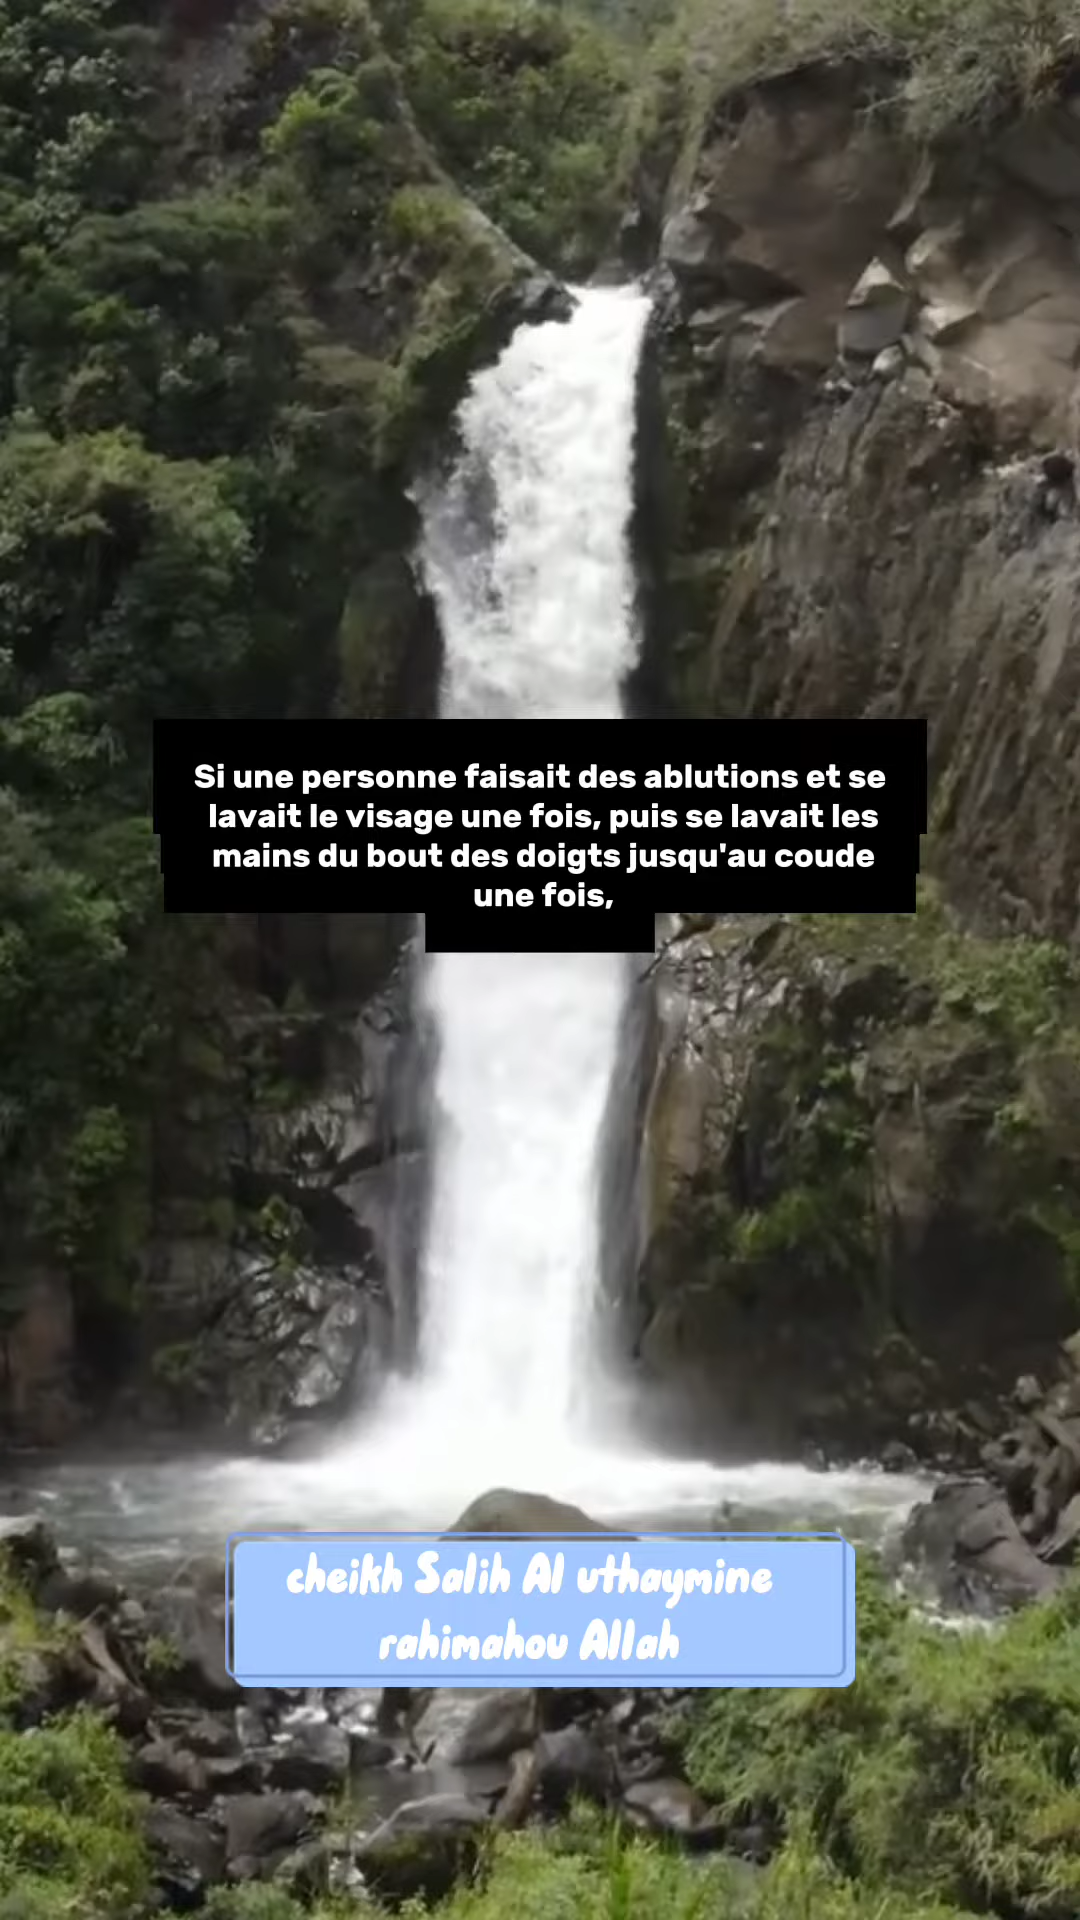 Si une personne faisait des ablutions et se
lavait le visage une fois, puis se lavait les
mains du bout des doigts jusqu'au coude
une fois,
cheikh Salih Al uthaymine
rahimahou Allah